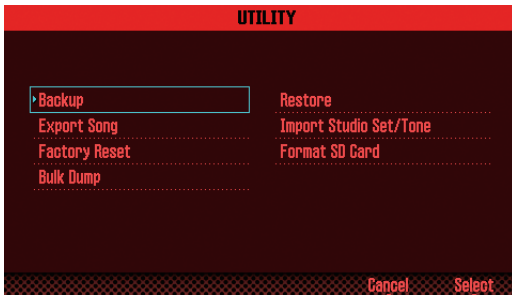 UTILITY
Backup
Restore
Export Song
Import Studio Set/Tone
Factory Reset
Format SD Card
Bulk Dump
Cancel Select